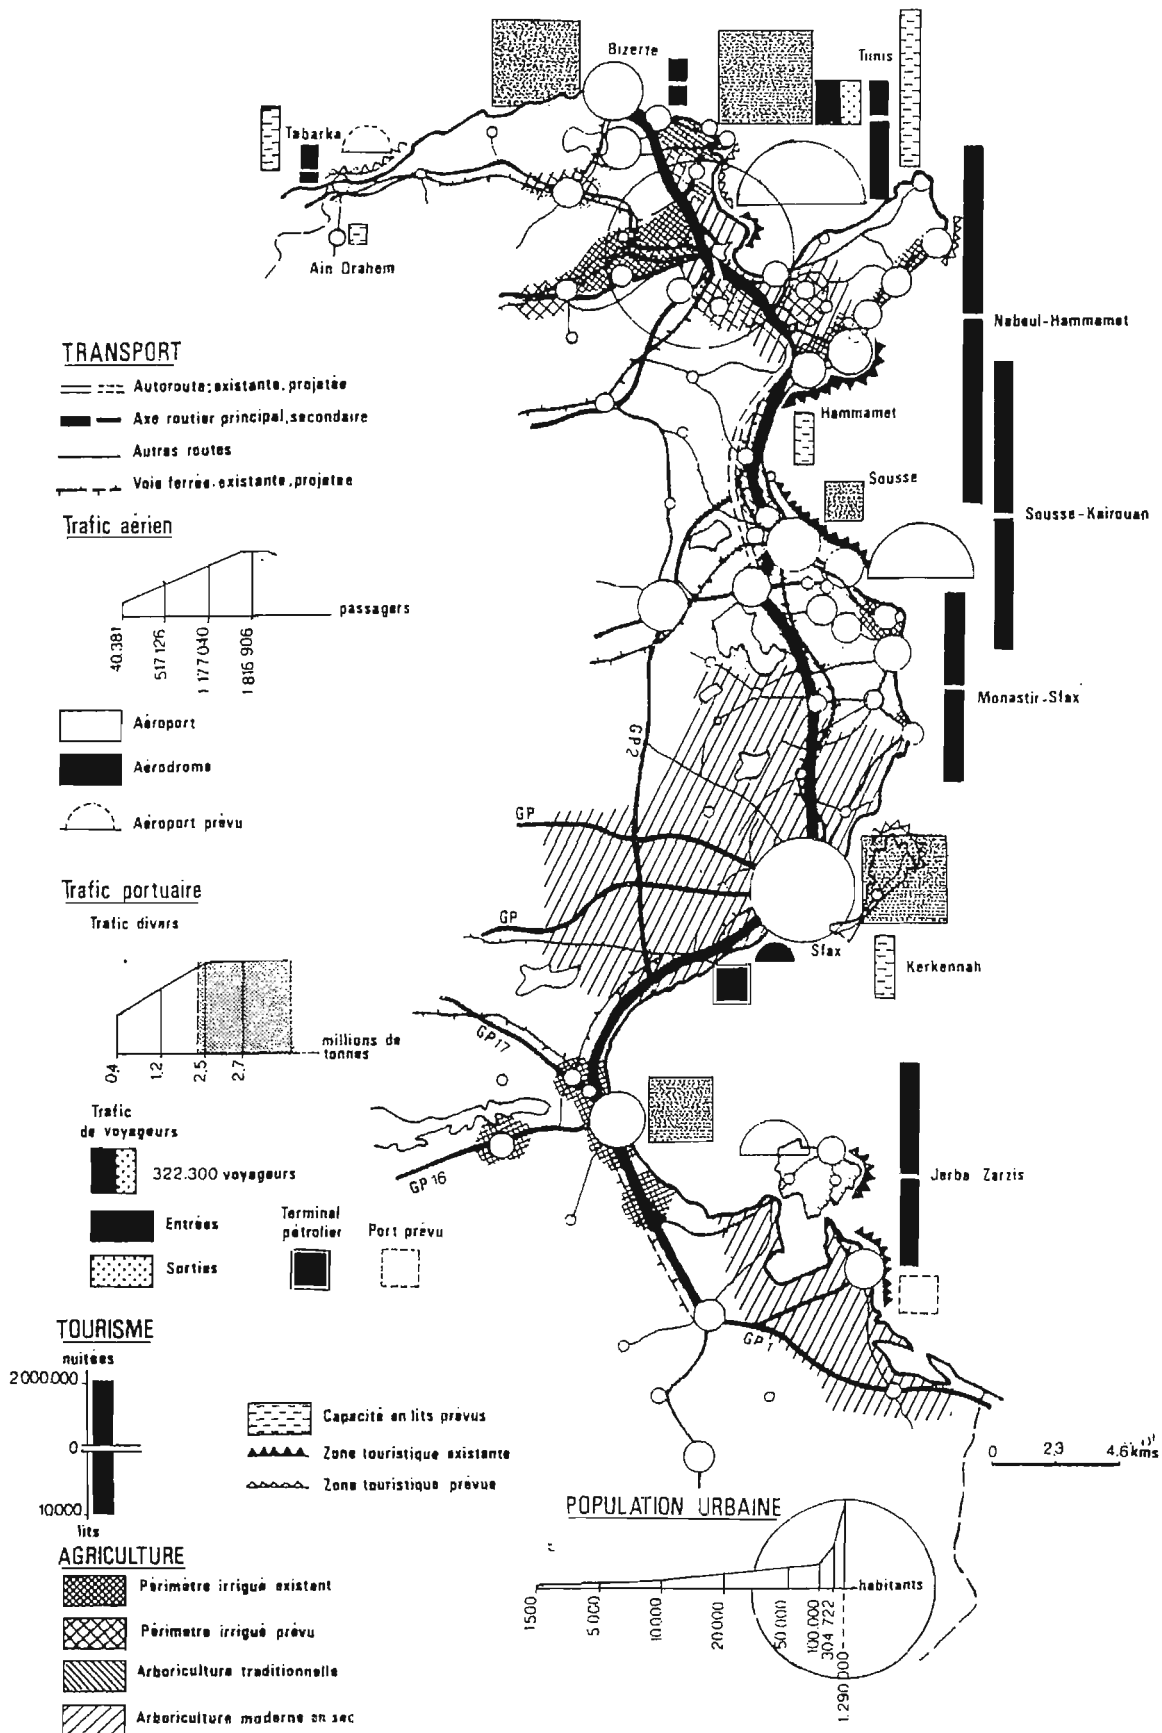 Bizerte
Tunis
Tabarka
Ain Drahem
Nabeul-Hammamet
Hammamet
Sousse
Sousse-Kairouan
Monastir-Sfax
GP2
GP
GP
Sfax
Kerkennah
GP17
GP16
Jerba Zarzis
GP1
TRANSPORT
Autoroute: existante, projetée
Axe routier principal, secondaire
Autres routes
Voie ferrée existante, projetée
Trafic aérien
passagers
40.381
517 126
1 177 040
1 816 906
Aéroport
Aérodrome
Aéroport prévu
Trafic portuaire
Trafic divers
millions de
tonnes
0,4
1.2
2.5
2.7
Trafic
de voyageurs
322.300 voyageurs
Entrées
Sorties
Terminal
pétrolier
Port prévu
TOURISME
nuitées
2000.000
0
10.000
lits
Capacité en lits prévus
Zone touristique existante
Zone touristique prévue
0 2.3 4.6 kms
POPULATION URBAINE
habitants
1500
5 000
10.000
20.000
50.000
100.000
304 722
1.290 000
AGRICULTURE
Périmètre irrigué existant
Périmètre irrigué prévu
Arboriculture traditionnelle
Arboriculture moderne en sec